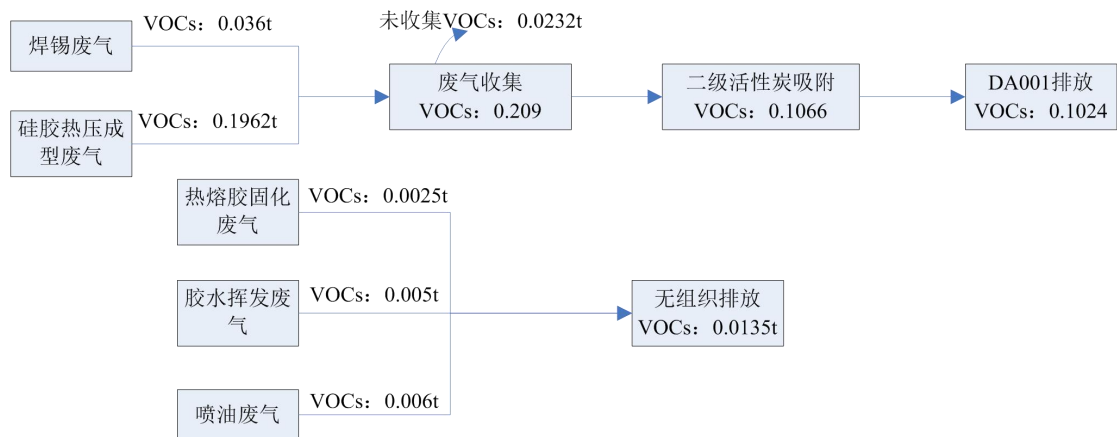 VOCs：0.036t
未收集VOCs：0.0232t
焊锡废气
废气收集
VOCs：0.209
二级活性炭吸附
VOCs：0.1066
DA001排放
VOCs：0.1024
VOCs：0.1962t
硅胶热压成
型废气
热熔胶固化
废气
VOCs：0.0025t
胶水挥发废
气
VOCs：0.005t
无组织排放
VOCs：0.0135t
喷油废气
VOCs：0.006t